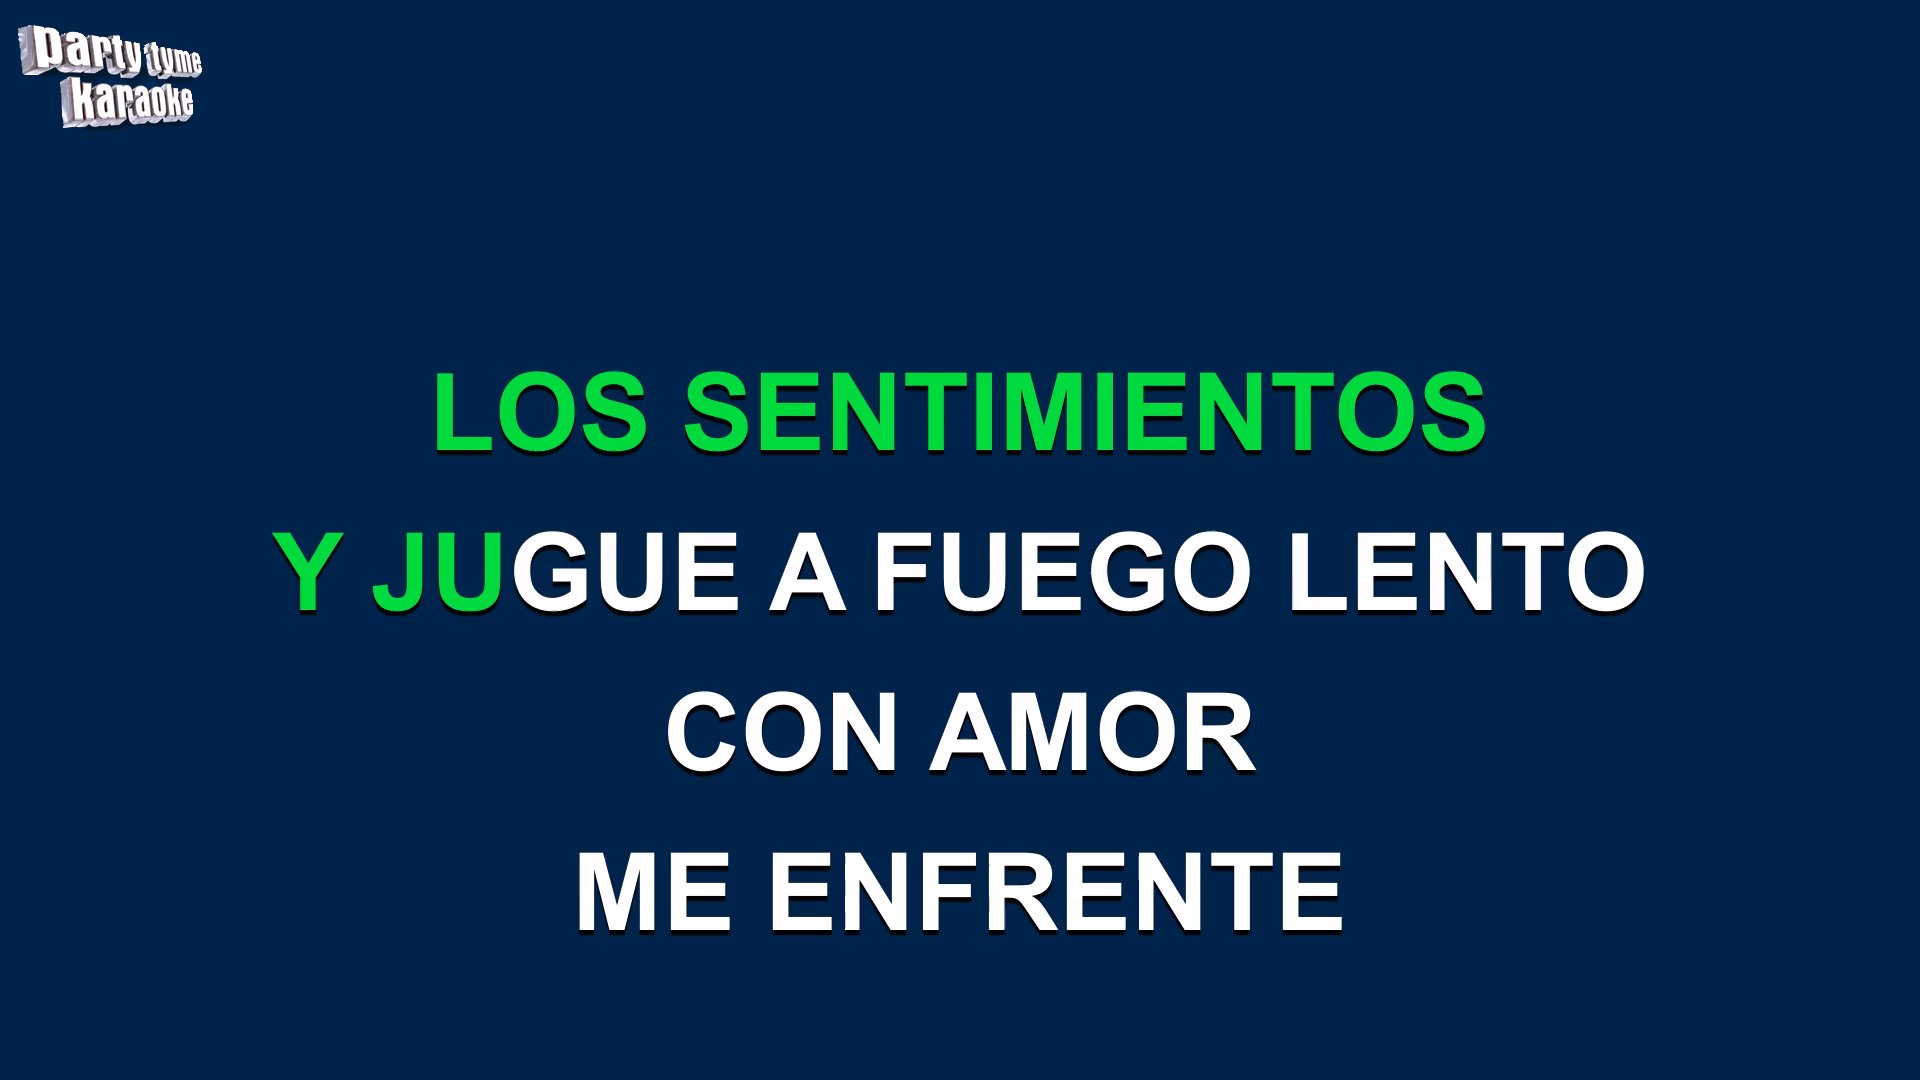 party tyme
karaoke
LOS SENTIMIENTOS
Y JUGUE A FUEGO LENTO
CON AMOR
ME ENFRENTE